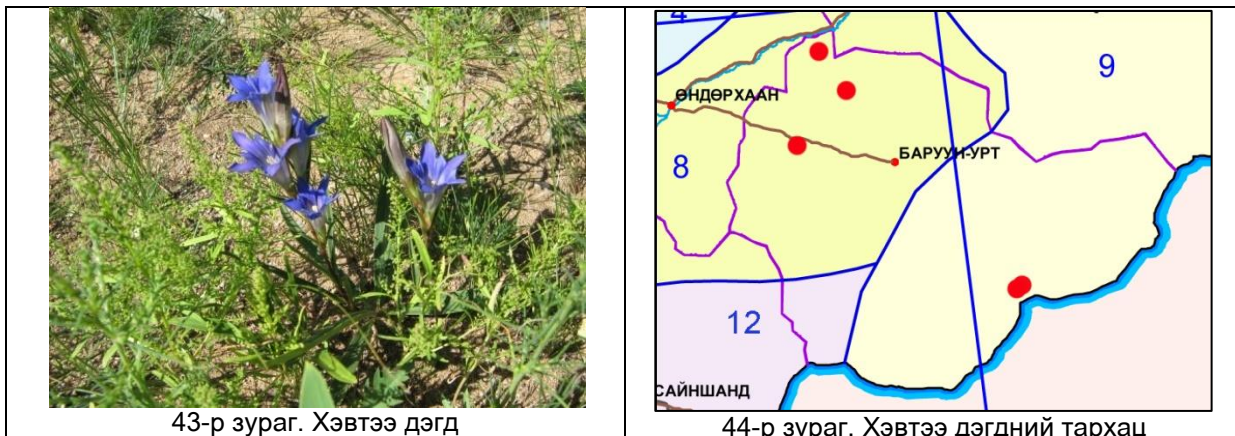 4
9
ӨНДӨРХААН
БАРУУН-УРТ
8
12
САЙНШАНД
43-р зураг. Хэвтээ дэгд
44-р зураг. Хэвтээ дэгдний тархац